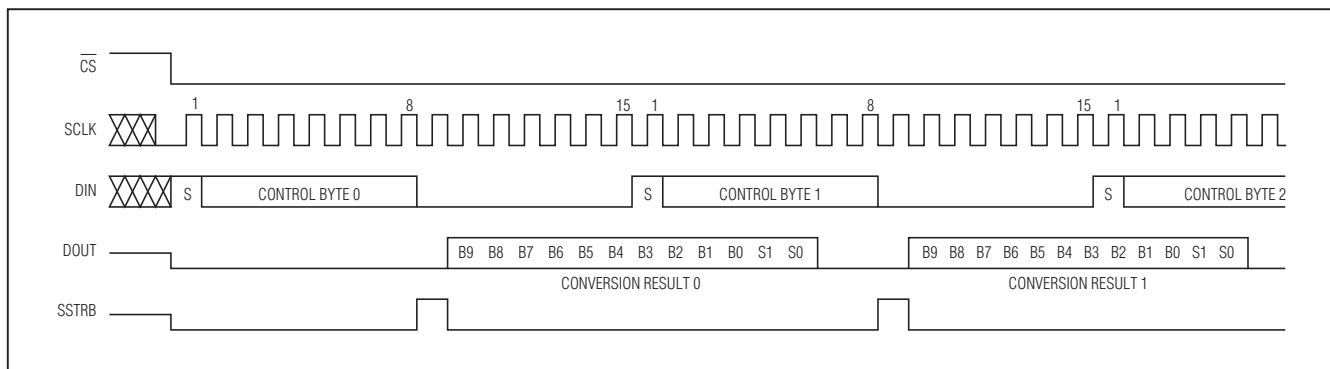 CS
1 8 15 1 8 15 1
SCLK
DIN S CONTROL BYTE 0 S CONTROL BYTE 1 S CONTROL BYTE 2
DOUT B9 B8 B7 B6 B5 B4 B3 B2 B1 B0 S1 S0 B9 B8 B7 B6 B5 B4 B3 B2 B1 B0 S1 S0
CONVERSION RESULT 0 CONVERSION RESULT 1
SSTRB